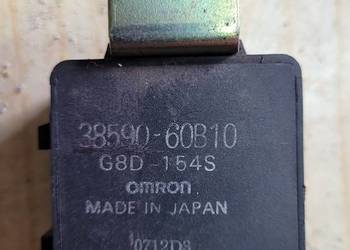 38590-60B10
G8D-154S
OMRON
MADE IN JAPAN
0712D8